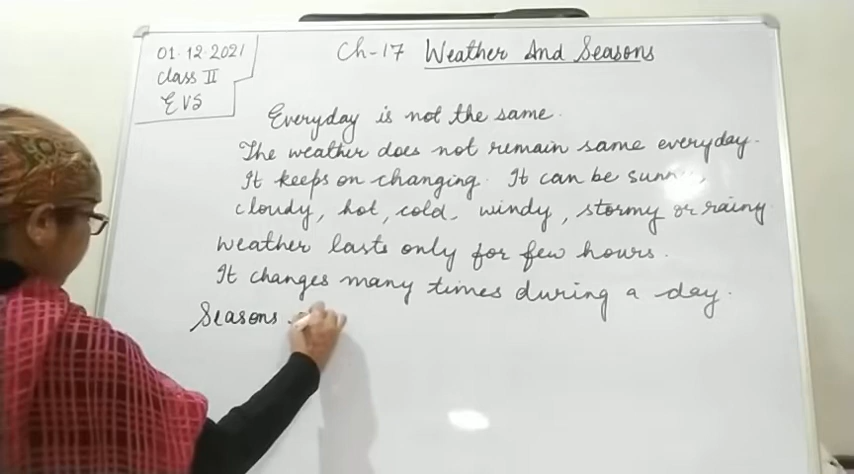 01.12.2021
Class II
EVS
Ch-17 Weather And Seasons
Everyday is not the same.
The weather does not remain same everyday.
It keeps on changing. It can be
cloudy, hot, cold, windy, stormy or rainy
weather lasts only for few hours.
It changes many times during a day.
Seasons